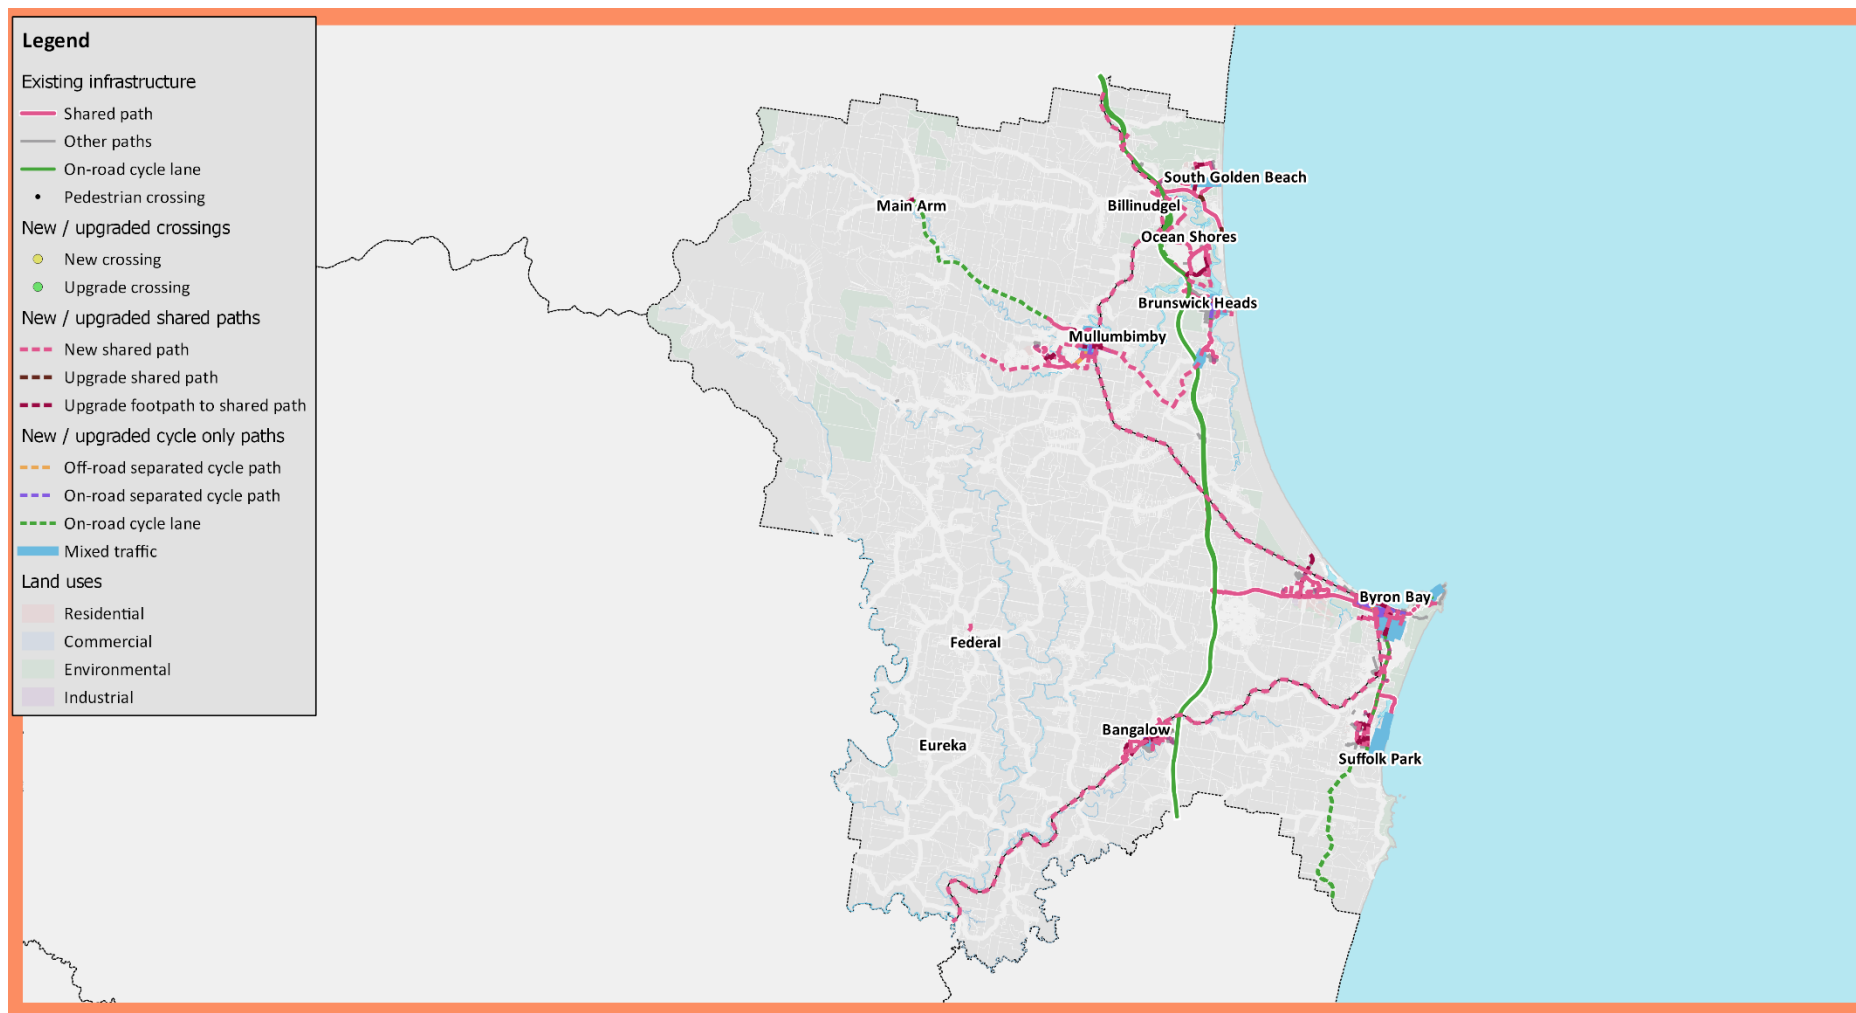 Legend
Existing infrastructure
Shared path
Other paths
On-road cycle lane
Pedestrian crossing
New / upgraded crossings
New crossing
Upgrade crossing
New / upgraded shared paths
New shared path
Upgrade shared path
Upgrade footpath to shared path
New / upgraded cycle only paths
Off-road separated cycle path
On-road separated cycle path
On-road cycle lane
Mixed traffic
Land uses
Residential
Commercial
Environmental
Industrial
South Golden Beach
Main Arm
Billinudgel
Ocean Shores
Brunswick Heads
Mullumbimby
Byron Bay
Federal
Bangalow
Eureka
Suffolk Park